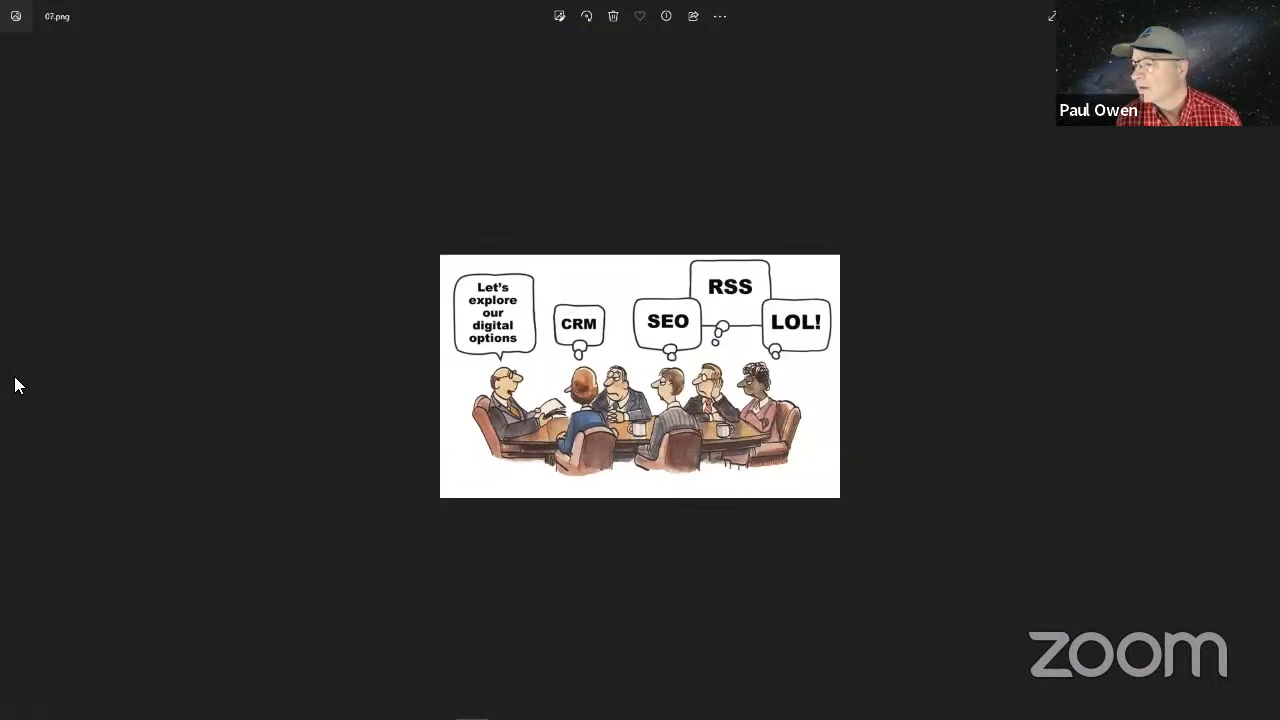 07.png
Paul Owen
Let's
explore
our
digital
options
CRM
SEO
RSS
LOL!
zoom